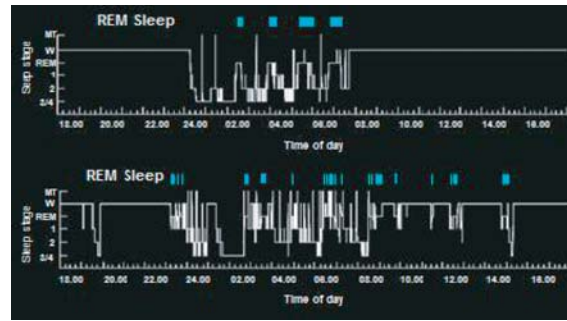 REM Sleep
MT
W
REM
1
2
3/4
Seep stage
18.00 20.00 22.00 24.00 02.00 04.00 06.00 08.00 10.00 12.00 14.00 16.00
Time of day
REM Sleep
MT
W
REM
1
2
3/4
Sleep stage
18.00 20.00 22.00 24.00 02.00 04.00 06.00 08.00 10.00 12.00 14.00 16.00
Time of day